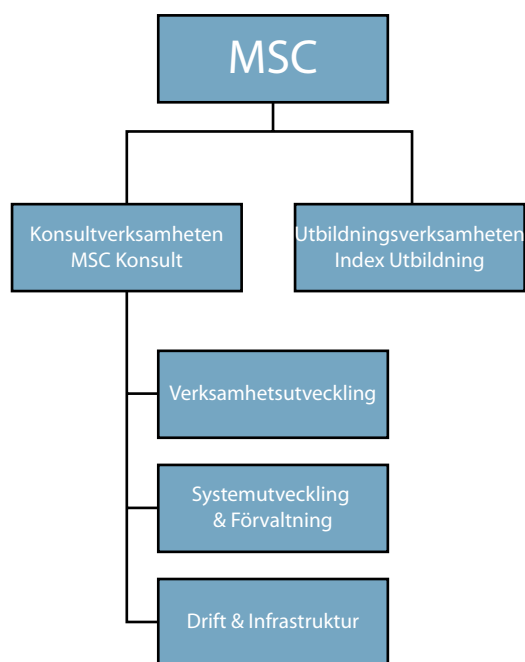 MSC
Konsultverksamheten
MSC Konsult
Utbildningsverksamheten
Index Utbildning
Verksamhetsutveckling
Systemutveckling
& Förvaltning
Drift & Infrastruktur